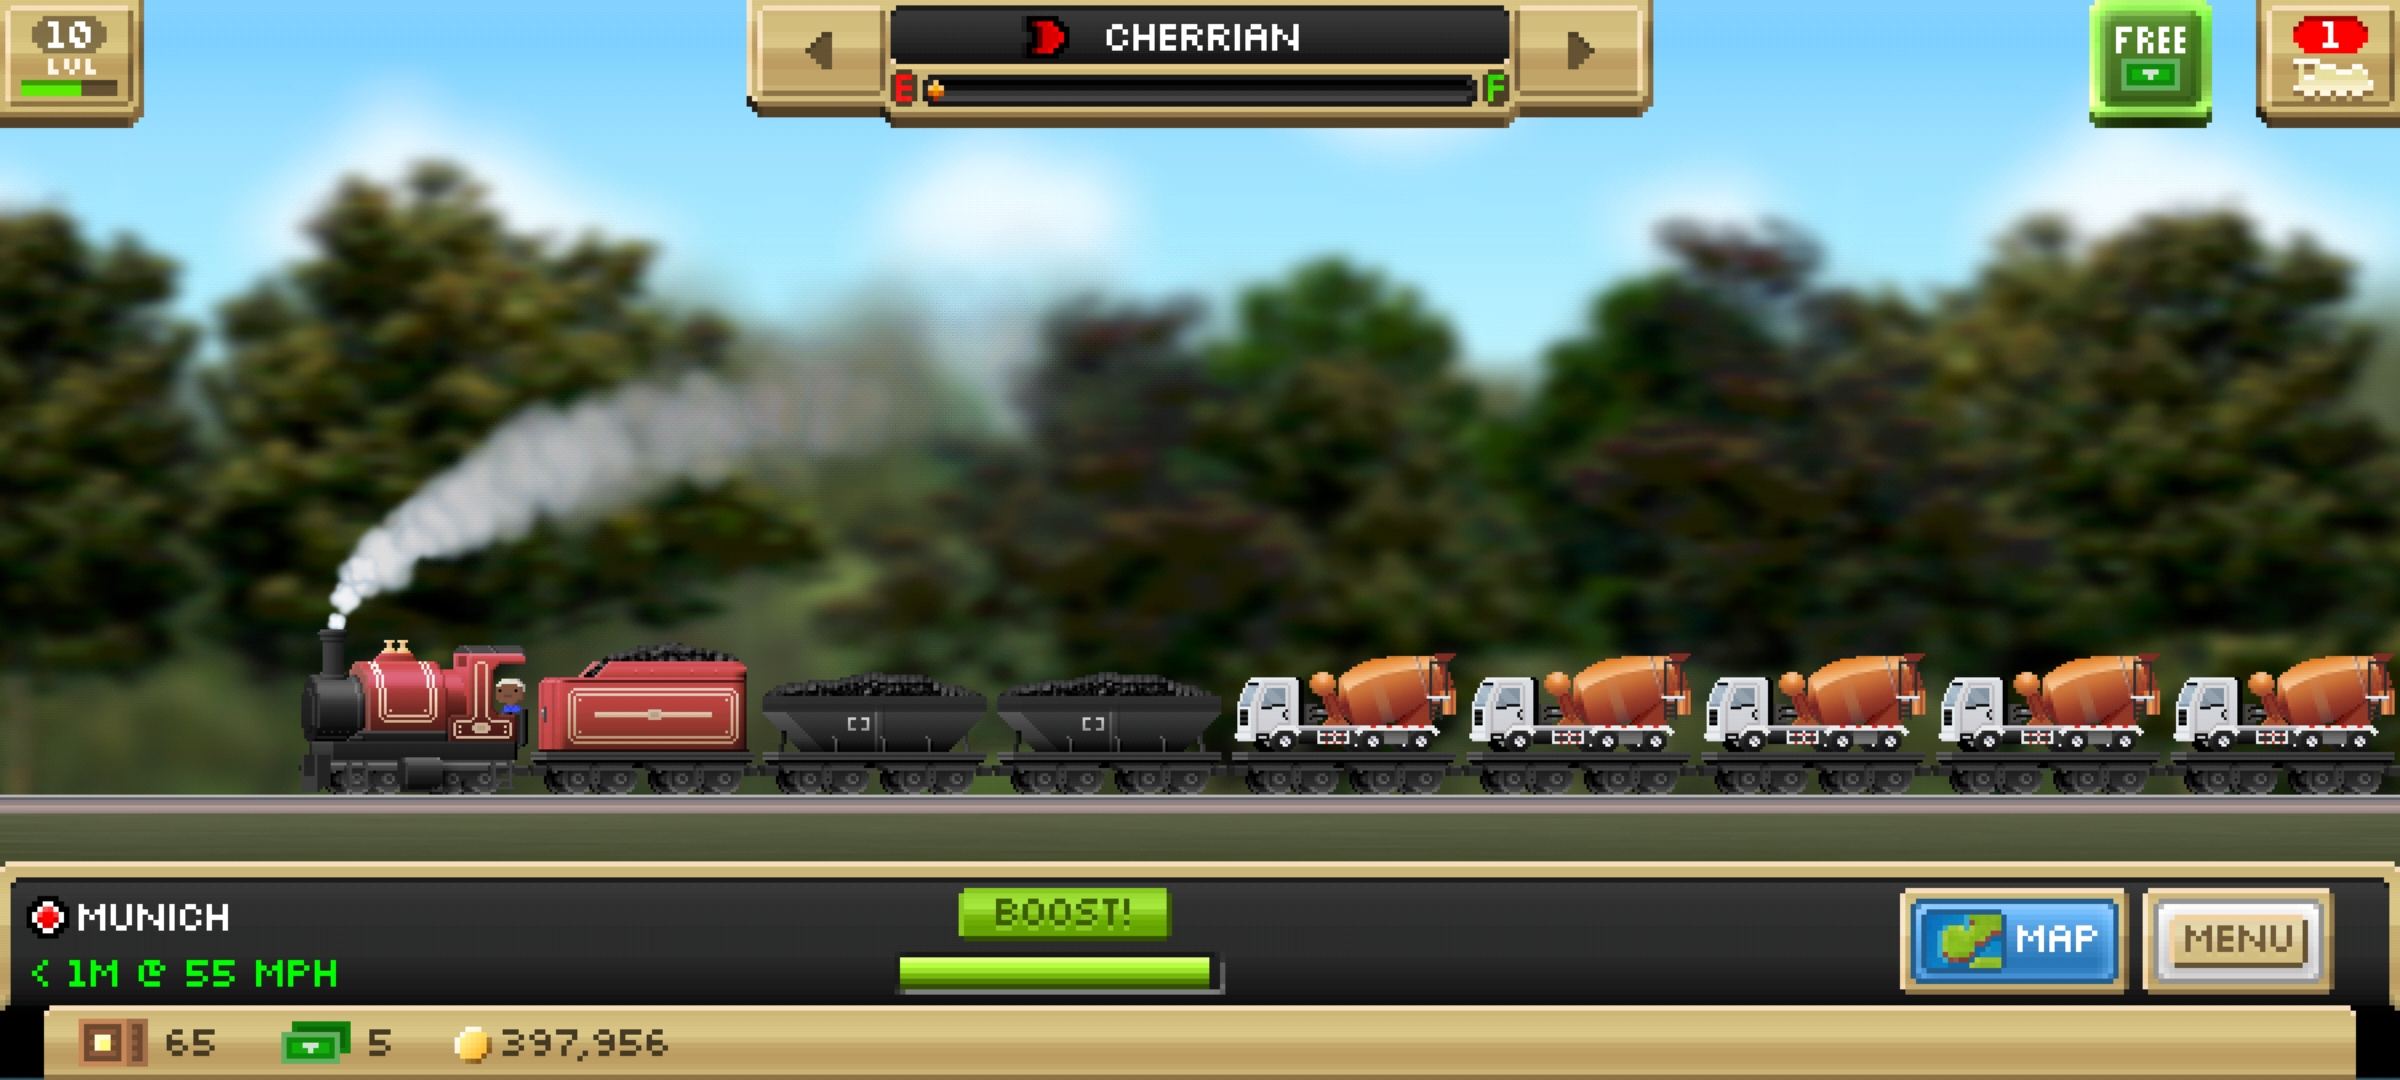 10
LVL
CHERRIAN
E F
FREE
1
MUNICH
< 1M @ 55 MPH
BOOST!
MAP
MENU
65 5 397,956